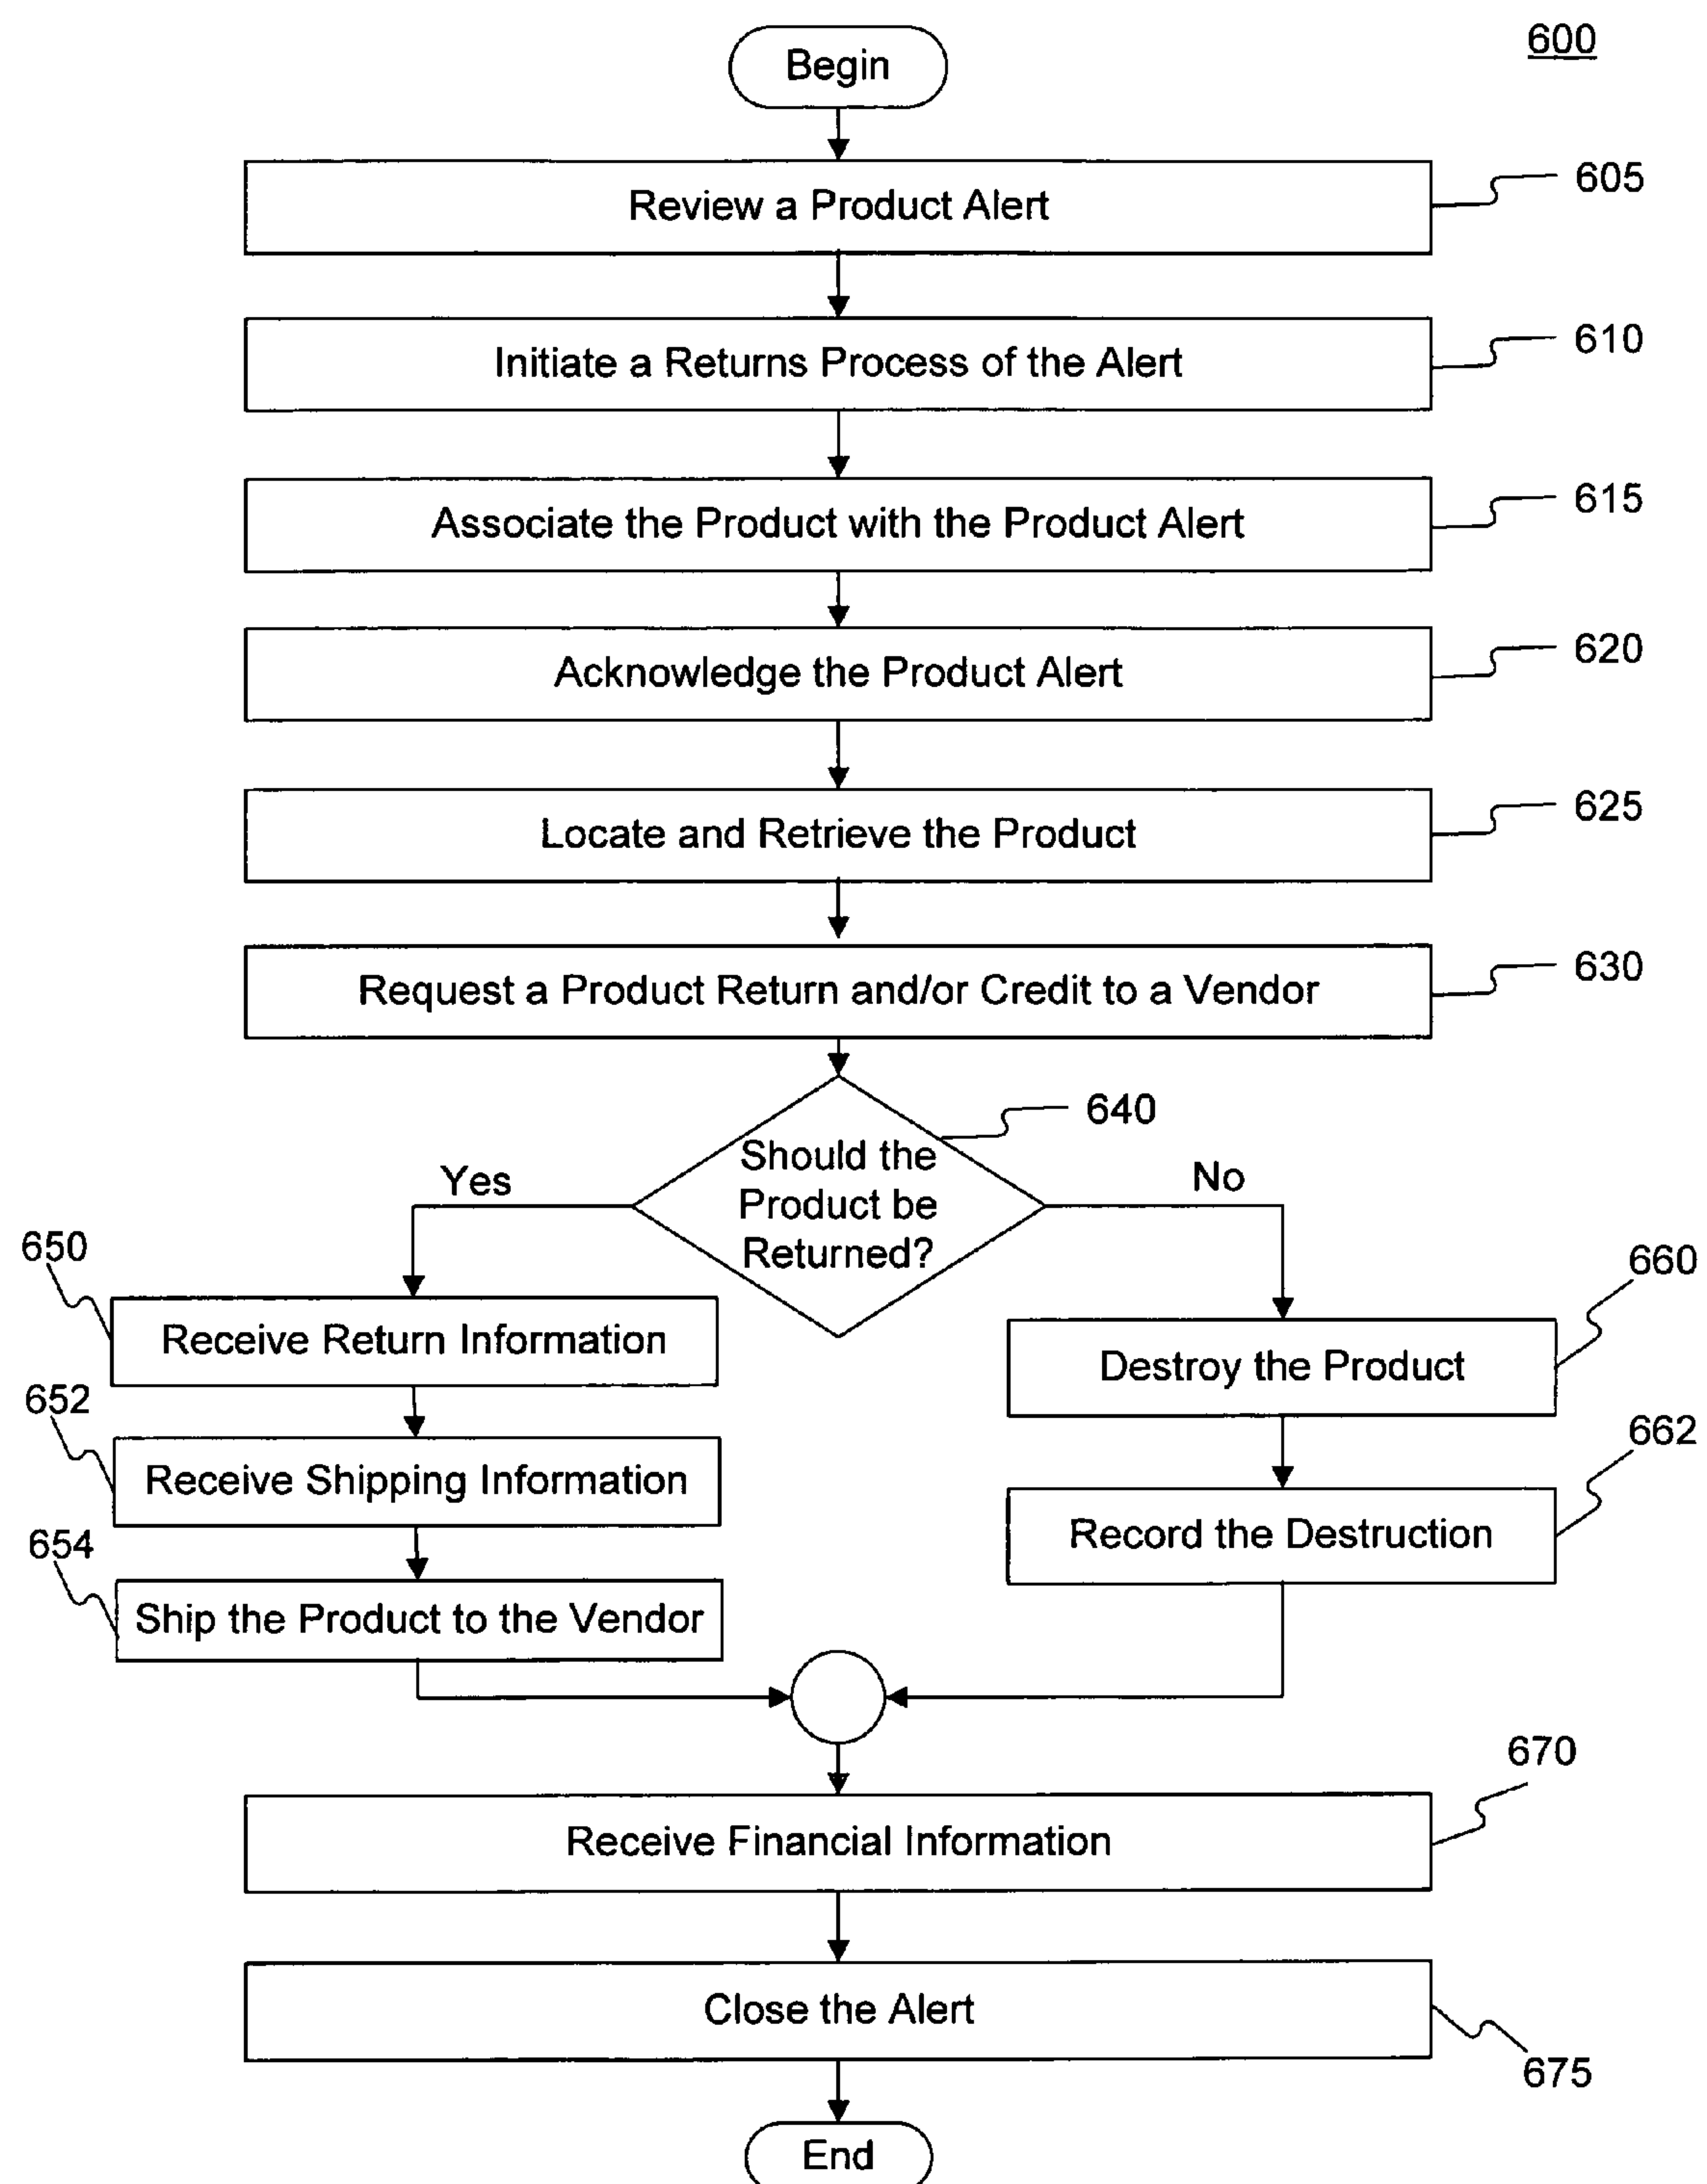 600
Begin
Review a Product Alert
605
Initiate a Returns Process of the Alert
610
Associate the Product with the Product Alert
615
Acknowledge the Product Alert
620
Locate and Retrieve the Product
625
Request a Product Return and/or Credit to a Vendor
630
640
Should the
Product be
Returned?
Yes
No
650
Receive Return Information
652
Receive Shipping Information
654
Ship the Product to the Vendor
660
Destroy the Product
662
Record the Destruction
670
Receive Financial Information
Close the Alert
675
End